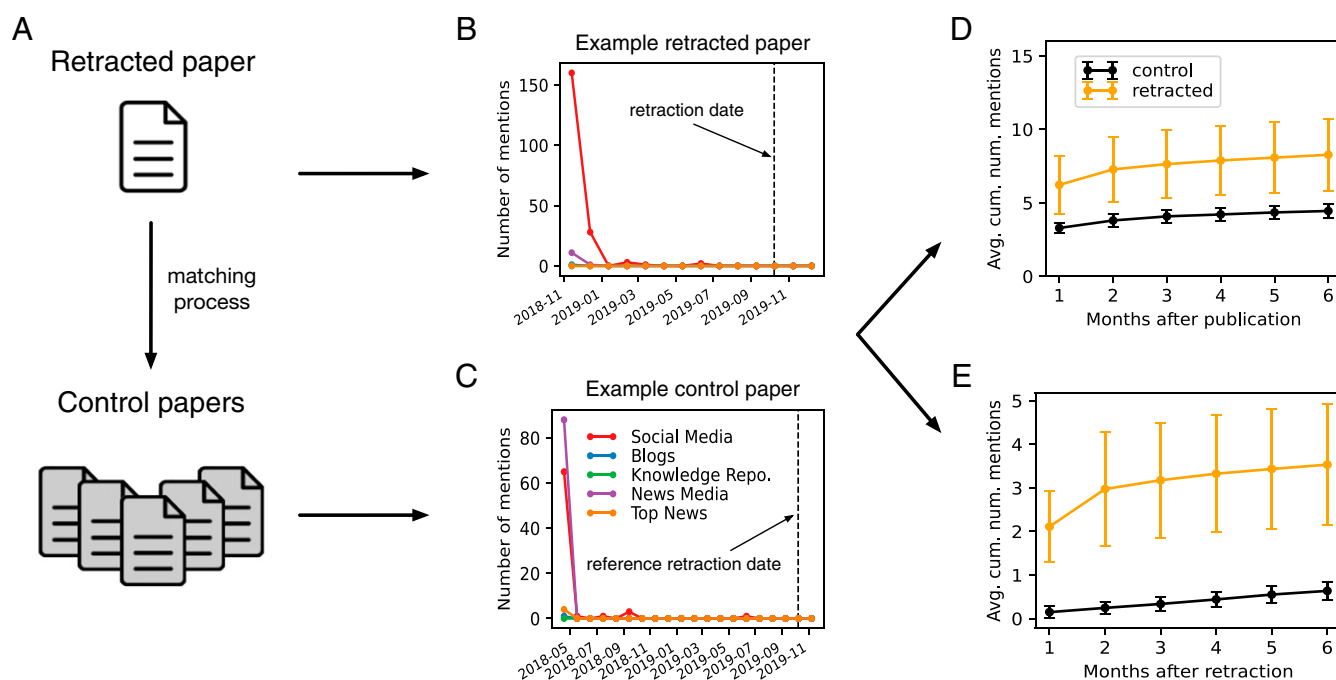 A
Retracted paper
matching
process
Control papers
B
Example retracted paper
Number of mentions
150
100
50
0
retraction date
2018-11
2019-01
2019-03
2019-05
2019-07
2019-09
2019-11
C
Example control paper
Number of mentions
80
60
40
20
0
Social Media
Blogs
Knowledge Repo.
News Media
Top News
reference retraction date
2018-05
2018-07
2018-09
2018-11
2019-01
2019-03
2019-05
2019-07
2019-09
2019-11
D
Avg. cum. num. mentions
15
10
5
0
control
retracted
1 2 3 4 5 6
Months after publication
E
Avg. cum. num. mentions
5
4
3
2
1
0
1 2 3 4 5 6
Months after retraction